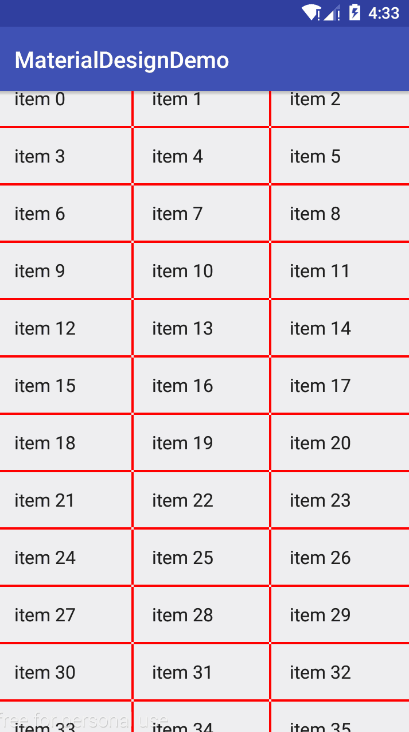 4:33
MaterialDesignDemo
item 0 item 1 item 2
item 3 item 4 item 5
item 6 item 7 item 8
item 9 item 10 item 11
item 12 item 13 item 14
item 15 item 16 item 17
item 18 item 19 item 20
item 21 item 22 item 23
item 24 item 25 item 26
item 27 item 28 item 29
item 30 item 31 item 32
item 33 item 34 item 35
free for personal use